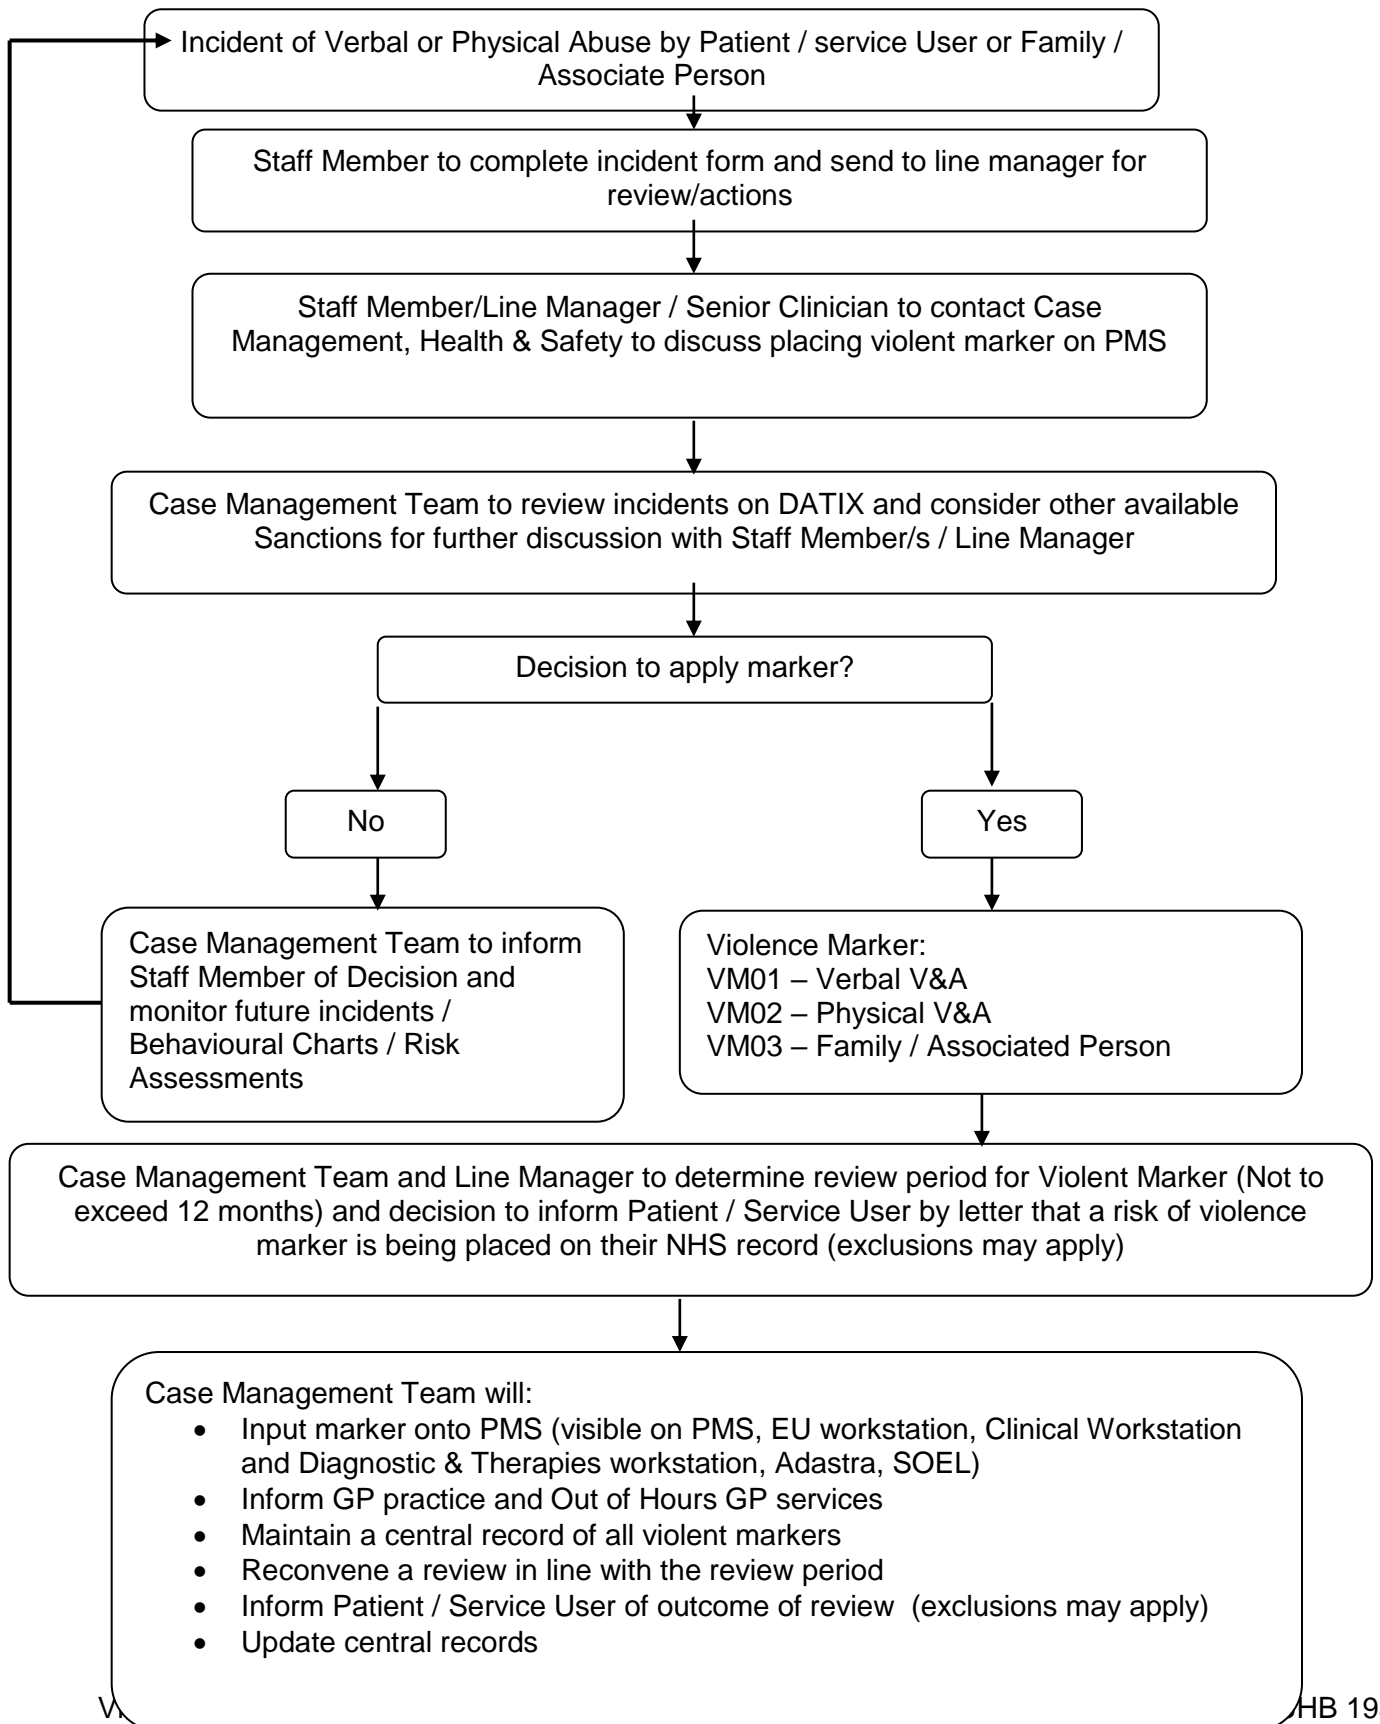 Incident of Verbal or Physical Abuse by Patient / service User or Family /
Associate Person
Staff Member to complete incident form and send to line manager for
review/actions
Staff Member/Line Manager / Senior Clinician to contact Case
Management, Health & Safety to discuss placing violent marker on PMS
Case Management Team to review incidents on DATIX and consider other available
Sanctions for further discussion with Staff Member/s / Line Manager
Decision to apply marker?
No
Yes
Case Management Team to inform
Staff Member of Decision and
monitor future incidents /
Behavioural Charts / Risk
Assessments
Violence Marker:
VM01 – Verbal V&A
VM02 – Physical V&A
VM03 – Family / Associated Person
Case Management Team and Line Manager to determine review period for Violent Marker (Not to
exceed 12 months) and decision to inform Patient / Service User by letter that a risk of violence
marker is being placed on their NHS record (exclusions may apply)
Case Management Team will:
• Input marker onto PMS (visible on PMS, EU workstation, Clinical Workstation
and Diagnostic & Therapies workstation, Adastra, SOEL)
• Inform GP practice and Out of Hours GP services
• Maintain a central record of all violent markers
• Reconvene a review in line with the review period
• Inform Patient / Service User of outcome of review (exclusions may apply)
• Update central records
HB 19